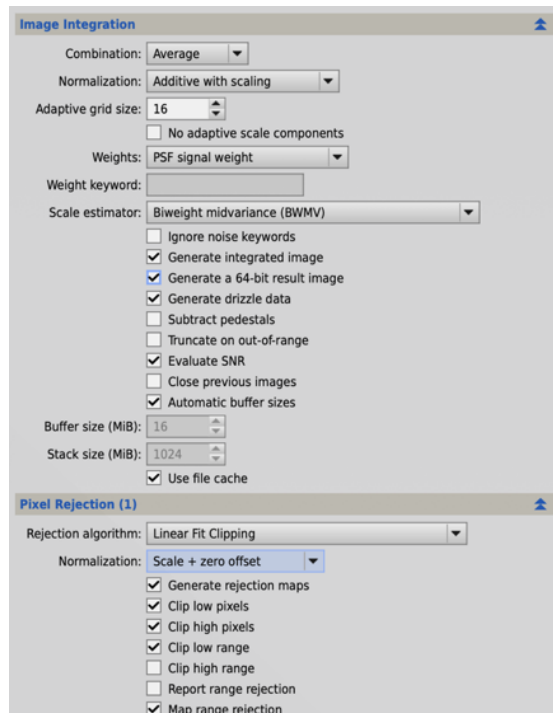 Image Integration
Combination: Average
Normalization: Additive with scaling
Adaptive grid size: 16
No adaptive scale components
Weights: PSF signal weight
Weight keyword:
Scale estimator: Biweight midvariance (BWMV)
Ignore noise keywords
Generate integrated image
Generate a 64-bit result image
Generate drizzle data
Subtract pedestals
Truncate on out-of-range
Evaluate SNR
Close previous images
Automatic buffer sizes
Buffer size (MiB): 16
Stack size (MiB): 1024
Use file cache
Pixel Rejection (1)
Rejection algorithm: Linear Fit Clipping
Normalization: Scale + zero offset
Generate rejection maps
Clip low pixels
Clip high pixels
Clip low range
Clip high range
Report range rejection
Map range rejection